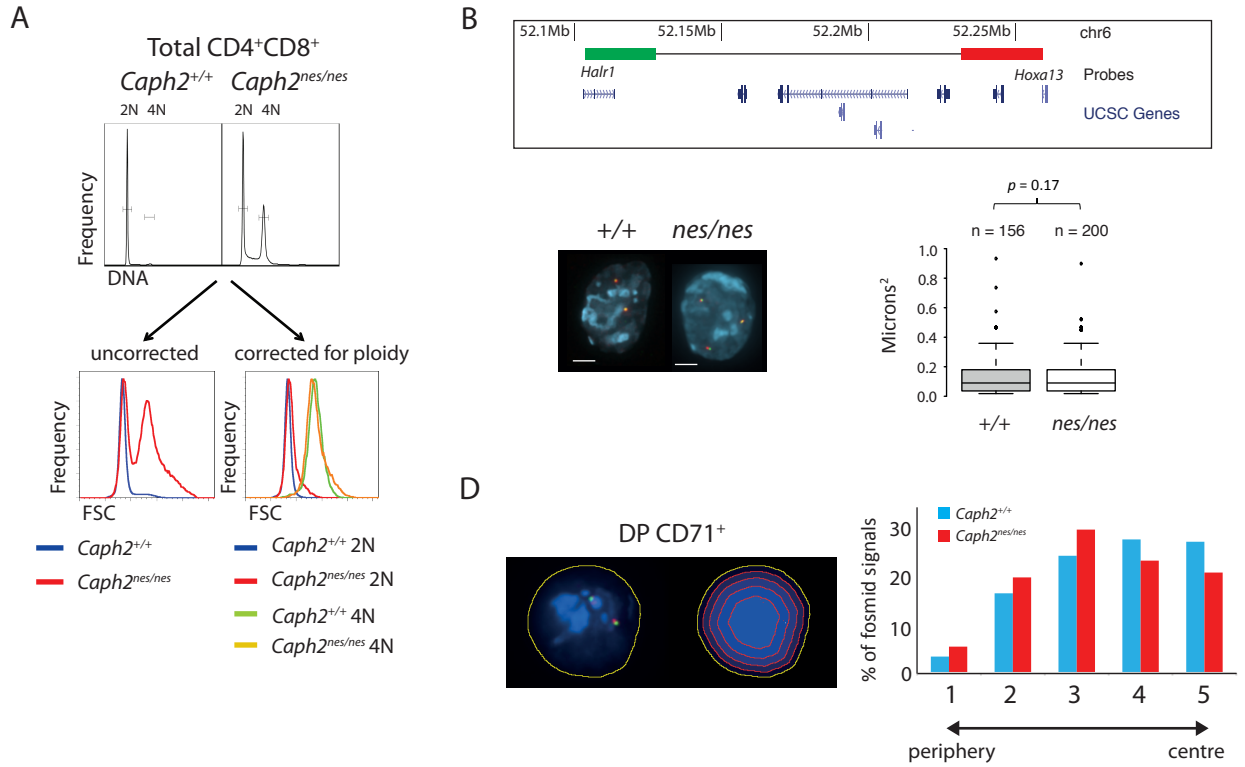 A
Total CD4+CD8+
Caph2+/+ Caph2nes/nes
2N 4N 2N 4N
Frequency
DNA
uncorrected corrected for ploidy
Frequency Frequency
FSC FSC
Caph2+/+
Caph2nes/nes
Caph2+/+ 2N
Caph2nes/nes 2N
Caph2+/+ 4N
Caph2nes/nes 4N
B
52.1Mb 52.15Mb 52.2Mb 52.25Mb chr6
Halr1 Hoxa13 Probes
UCSC Genes
+/+ nes/nes
p = 0.17
n = 156 n = 200
Microns2
1.0
0.8
0.6
0.4
0.2
0.0
+/+ nes/nes
D
DP CD71+
Caph2+/+
Caph2nes/nes
% of fosmid signals
30
20
10
0
1 2 3 4 5
periphery centre